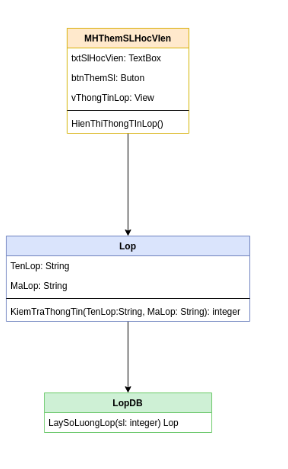 MHThemSLHocVIen
txtSlHocVien: TextBox
btnThemSl: Buton
vThongTinLop: View
HienThiThongTInLop()
Lop
TenLop: String
MaLop: String
KiemTraThongTin(TenLop:String, MaLop: String): integer
LopDB
LaySoLuongLop(sl: integer) Lop